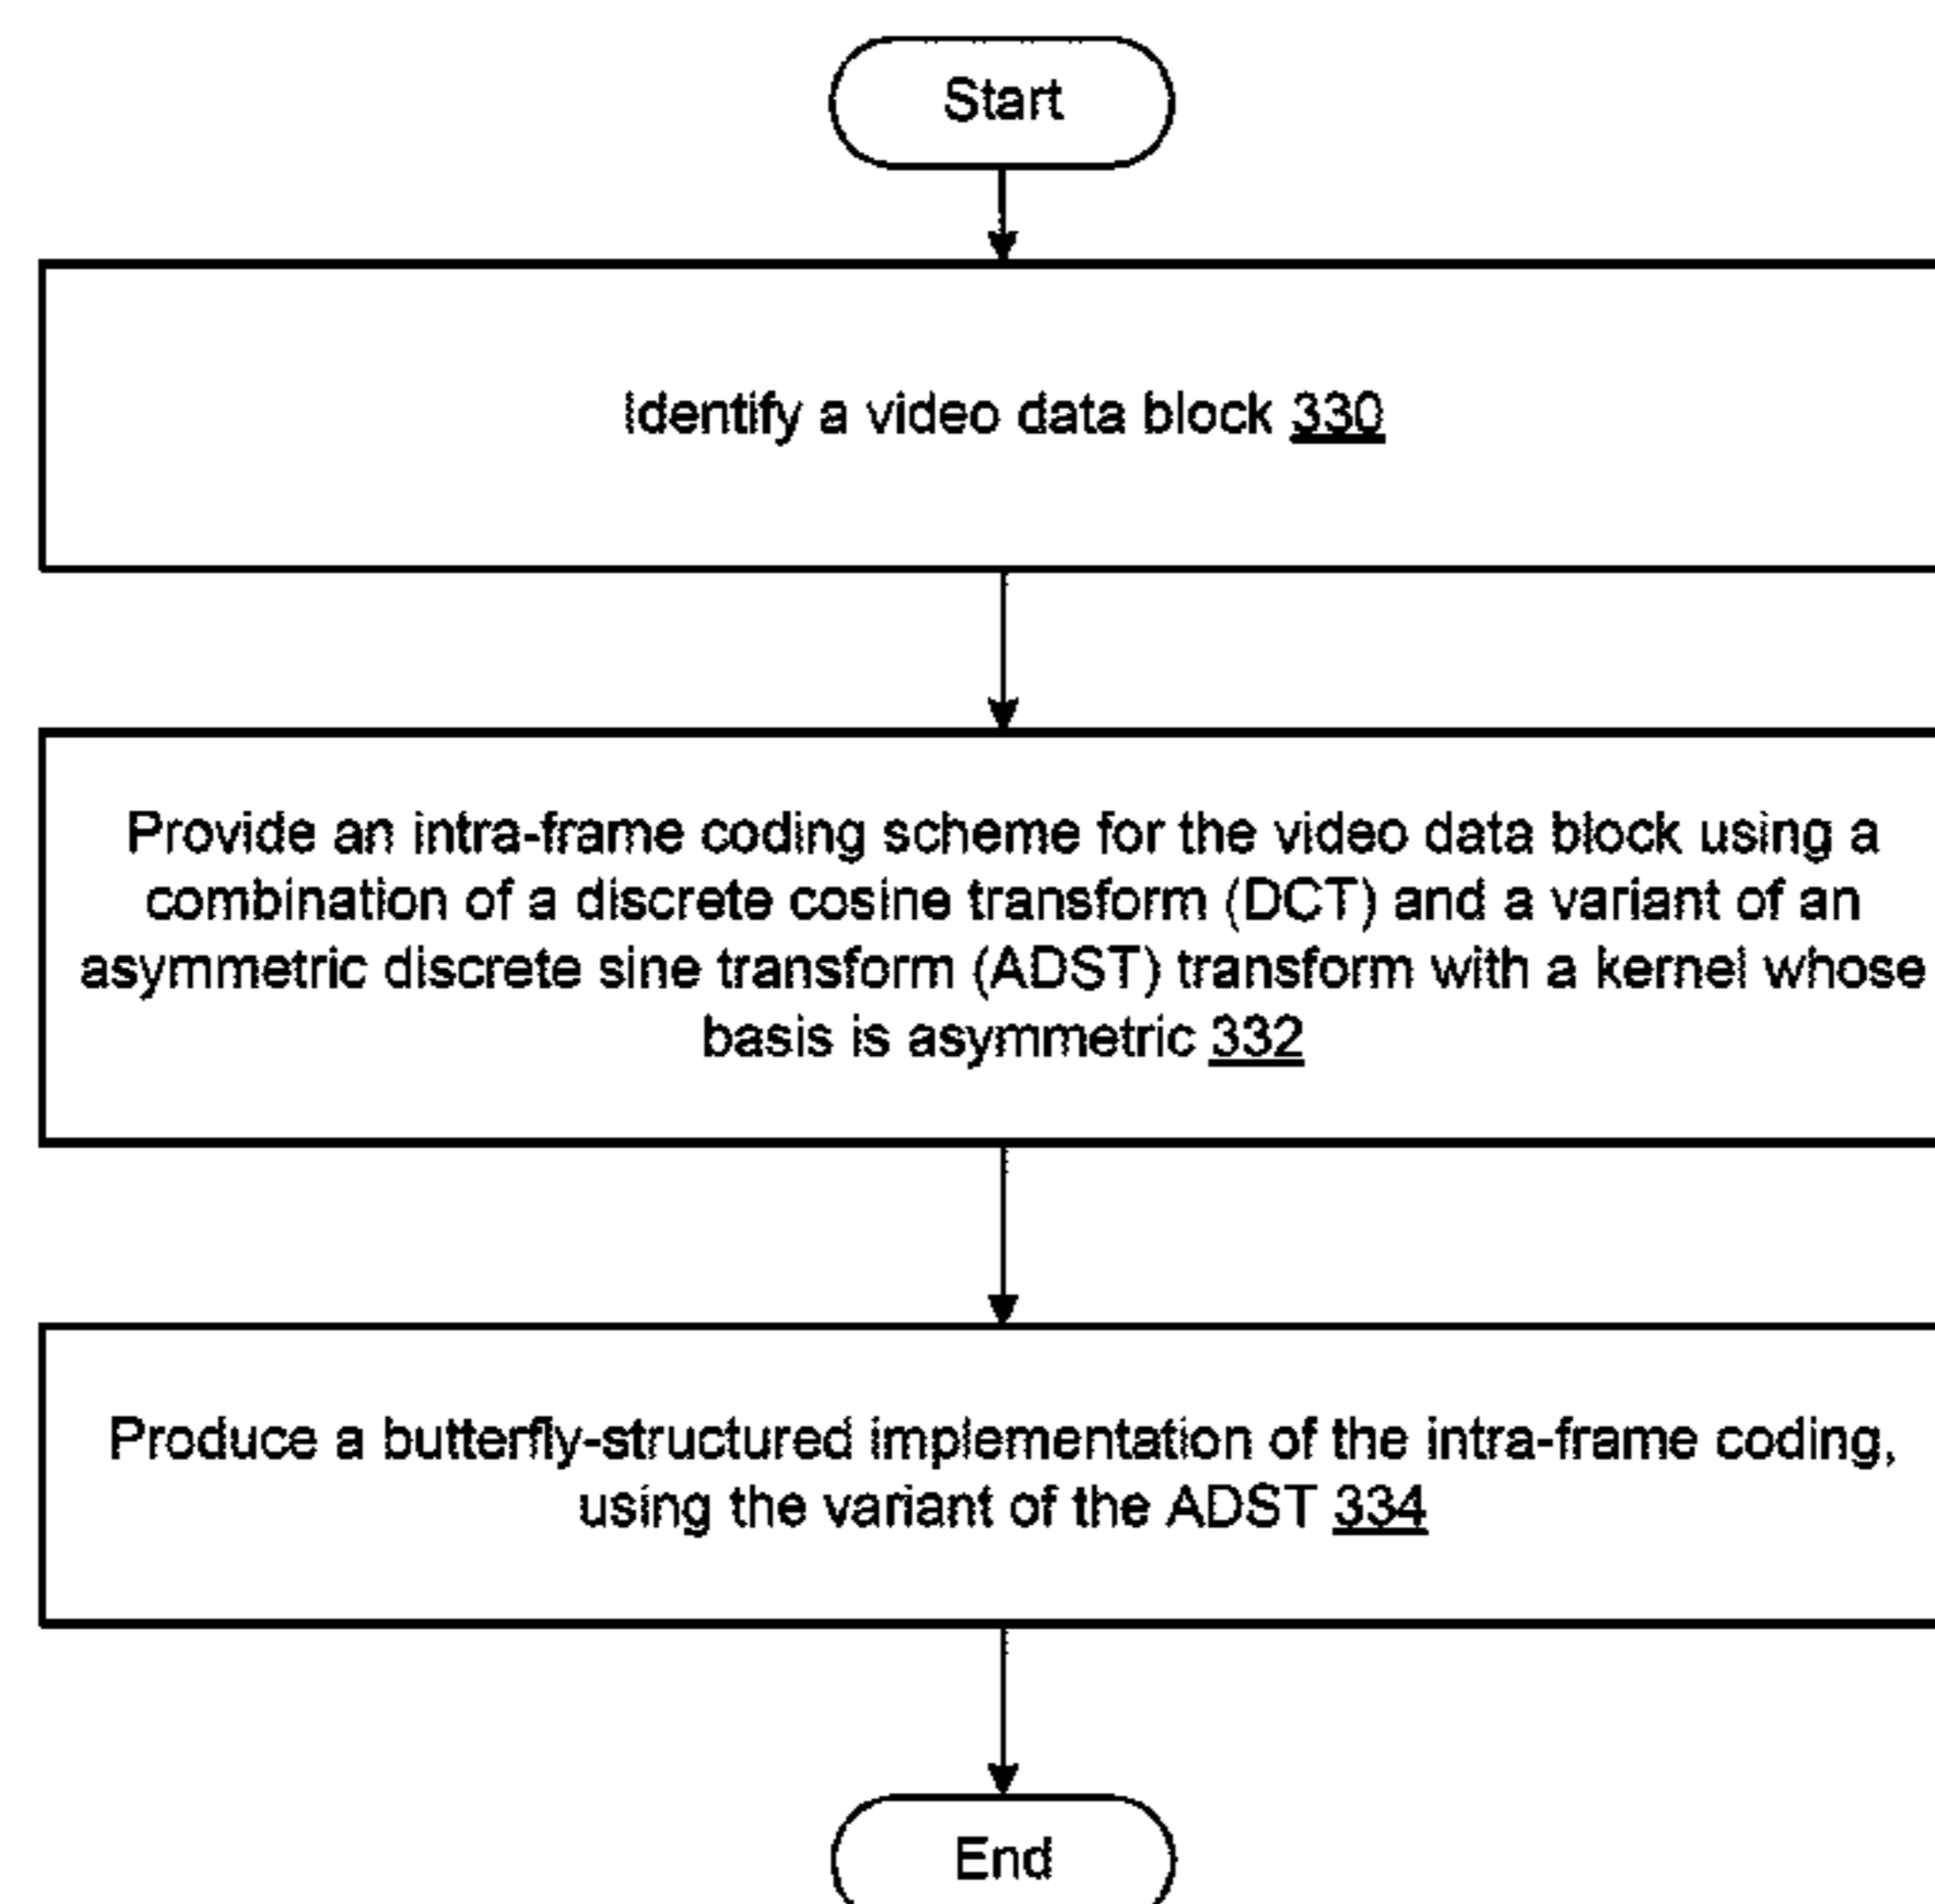 Start
Identify a video data block 330
Provide an intra-frame coding scheme for the video data block using a
combination of a discrete cosine transform (DCT) and a variant of an
asymmetric discrete sine transform (ADST) transform with a kernel whose
basis is asymmetric 332
Produce a butterfly-structured implementation of the intra-frame coding,
using the variant of the ADST 334
End